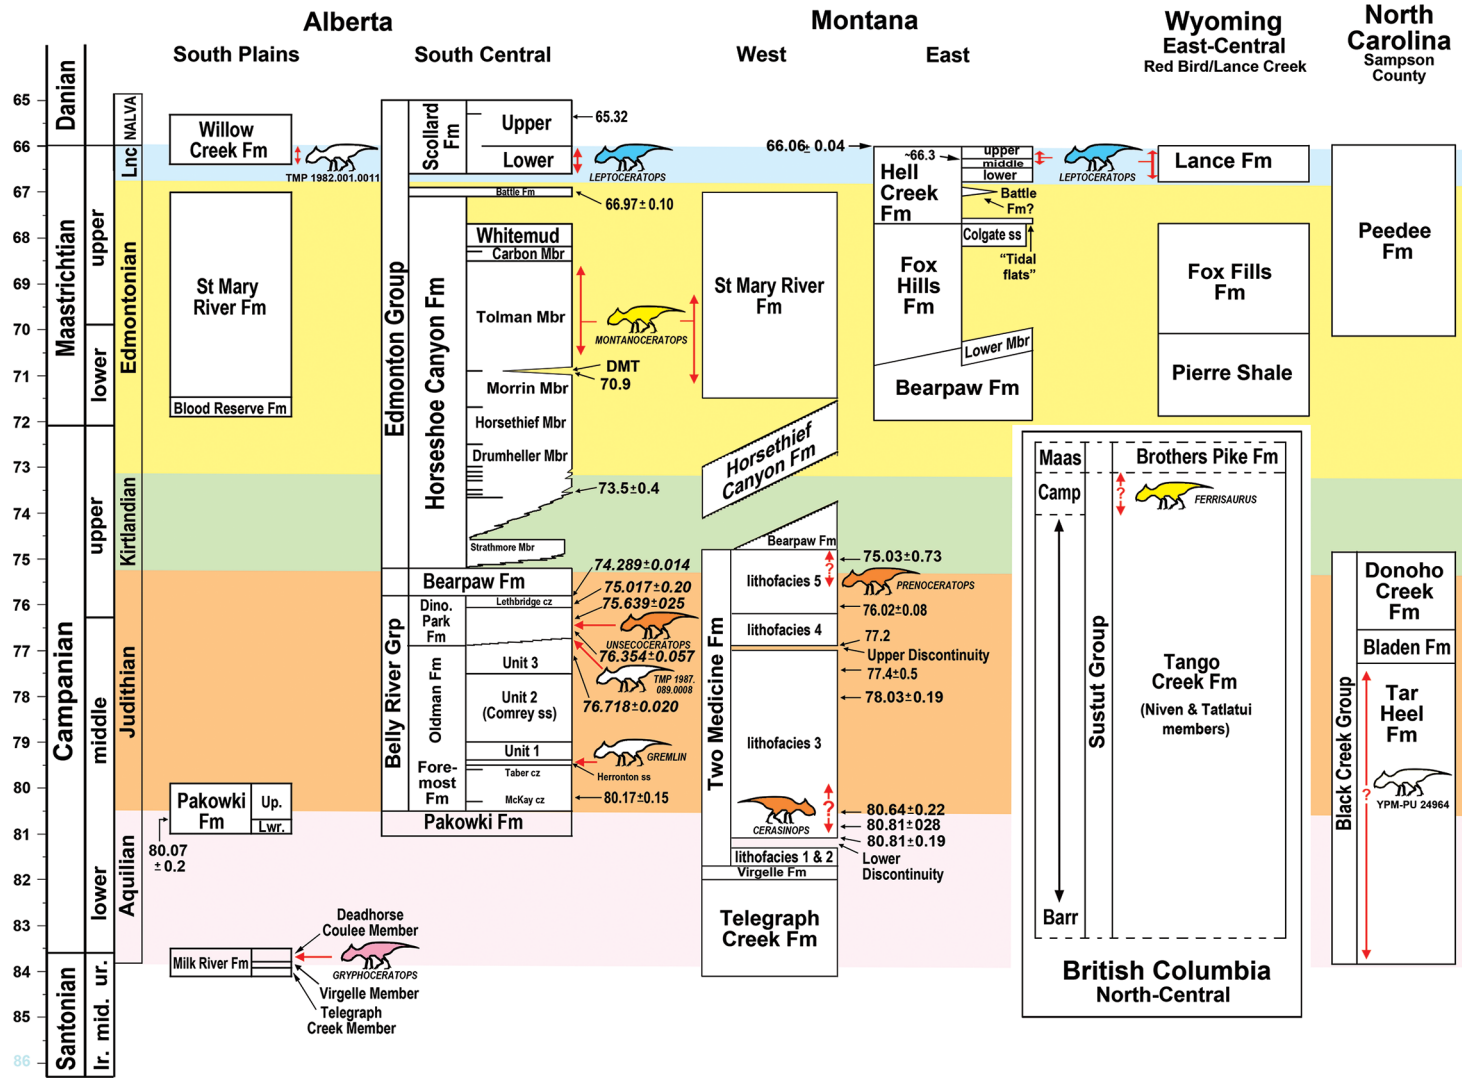 Alberta
Montana
Wyoming
East-Central
Red Bird/Lance Creek
North
Carolina
Sampson
County
South Plains
South Central
West
East
65
66
67
68
69
70
71
72
73
74
75
76
77
78
79
80
81
82
83
84
85
86
Danian
Maastrichtian
Campanian
Santonian
upper
lower
upper
middle
lower
ur.
mid.
lr.
NALVA
Lnc
Edmontonian
Kirtlandian
Judithian
Aquilian
Willow
Creek Fm
TMP 1982.001.0011
St Mary
River Fm
Blood Reserve Fm
Pakowki
Fm
Up.
Lwr.
80.07
± 0.2
Milk River Fm
Deadhorse
Coulee Member
GRYPHOCERATOPS
Virgelle Member
Telegraph
Creek Member
Edmonton Group
Scollard
Fm
Upper
Lower
65.32
LEPTOCERATOPS
Battle Fm
66.97± 0.10
Horseshoe Canyon Fm
Whitemud
Carbon Mbr
Tolman Mbr
MONTANOCERATOPS
DMT
70.9
Morrin Mbr
Horsethief Mbr
Drumheller Mbr
73.5±0.4
Strathmore Mbr
Bearpaw Fm
74.289±0.014
75.017±0.20
75.639±025
Belly River Grp
Dino.
Park
Fm
Lethbridge cz
UNSECOCERATOPS
76.354±0.057
TMP 1987.
089.0008
76.718±0.020
Oldman Fm
Unit 3
Unit 2
(Comrey ss)
Unit 1
GREMLIN
Herronton ss
Fore-
most
Fm
Taber cz
McKay cz
80.17±0.15
Pakowki Fm
St Mary River
Fm
Horsethief
Canyon Fm
Bearpaw Fm
Two Medicine Fm
lithofacies 5
?
75.03±0.73
PRENOCERATOPS
76.02±0.08
lithofacies 4
77.2
Upper Discontinuity
77.4±0.5
78.03±0.19
lithofacies 3
CERASINOPS
?
80.64±0.22
80.81±028
80.81±0.19
Lower
Discontinuity
lithofacies 1 & 2
Virgelle Fm
Telegraph
Creek Fm
66.06± 0.04
~66.3
Hell
Creek
Fm
upper
middle
lower
LEPTOCERATOPS
Battle
Fm?
Colgate ss
"Tidal
flats"
Fox
Hills
Fm
Lower Mbr
Bearpaw Fm
Lance Fm
Fox Fills
Fm
Pierre Shale
Maas
Camp
Barr
Sustut Group
Brothers Pike Fm
?
FERRISAURUS
Tango
Creek Fm
(Niven & Tatlatui
members)
British Columbia
North-Central
Peedee
Fm
Black Creek Group
Donoho
Creek
Fm
Bladen Fm
Tar
Heel
Fm
?
YPM-PU 24964